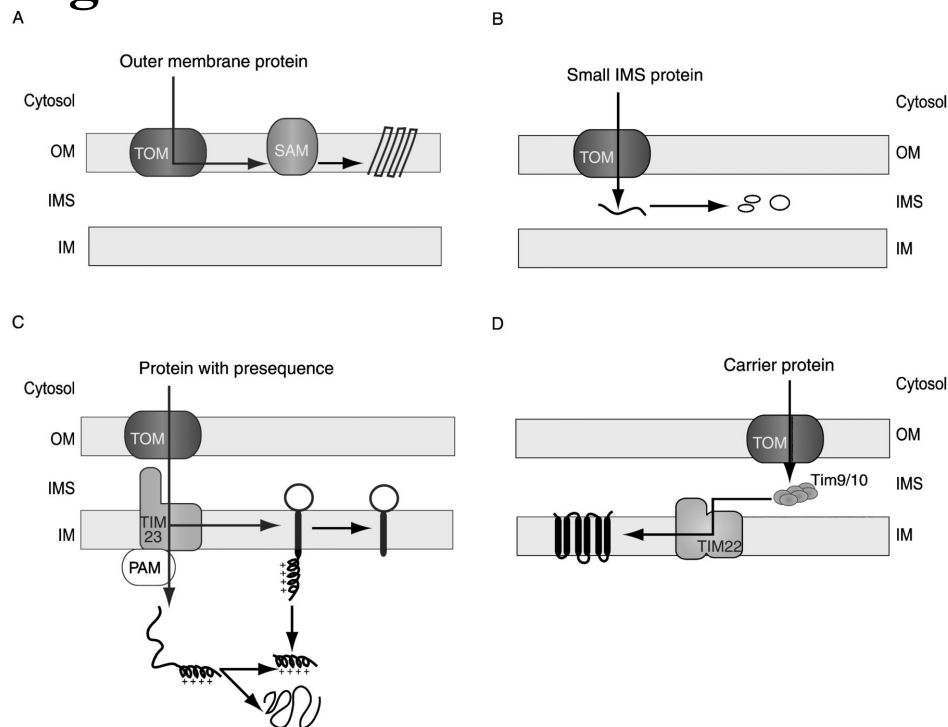 A
Outer membrane protein
Cytosol
OM
TOM
SAM
IMS
IM
B
Small IMS protein
Cytosol
TOM
OM
IMS
IM
C
Protein with presequence
Cytosol
OM
TOM
IMS
IM
TIM
23
PAM
++++
++++
++++
D
Carrier protein
Cytosol
TOM
OM
Tim9/10
IMS
TIM22
IM